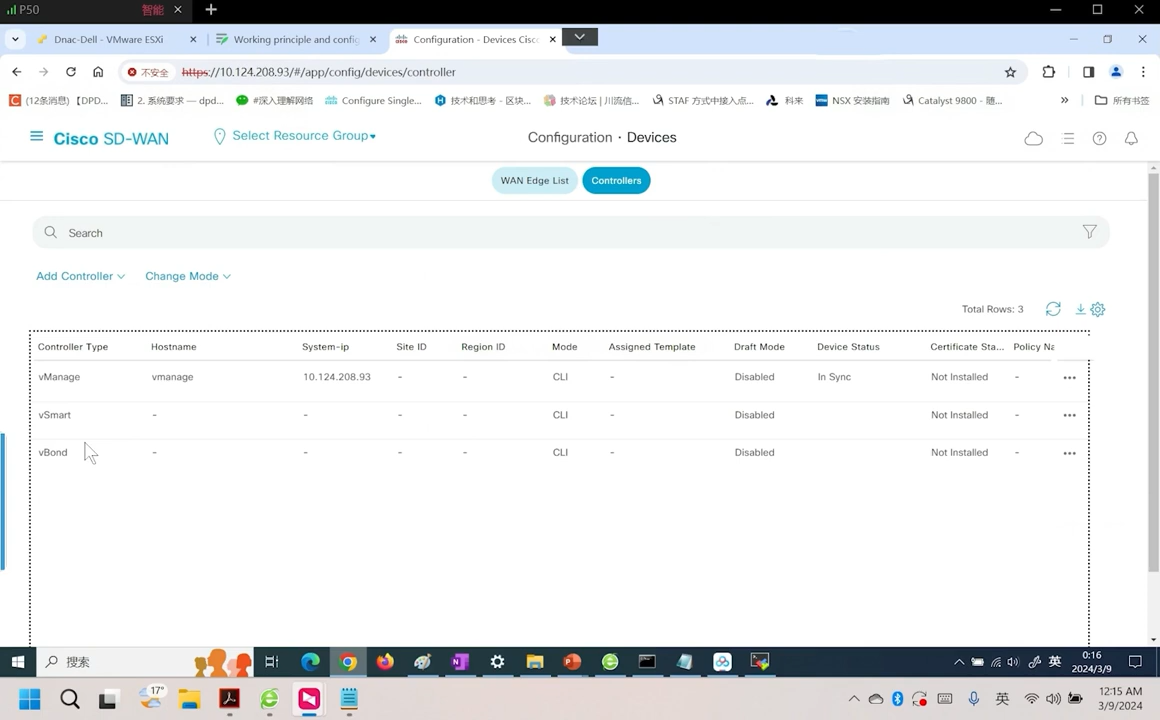 P50 智能
Dnac-Dell - VMware ESXi
Working principle and config
Configuration - Devices Cisc
不安全 https://10.124.208.93/#/app/config/devices/controller
(12条消息) 【DPD...
2. 系统要求 — dpd...
#深入理解网络
Configure Single...
技术和思考 - 区块...
技术论坛 | 川流信...
STAF 方式中接入点...
科来
NSX 安装指南
Catalyst 9800 - 随...
»
所有书签
Cisco SD-WAN
Select Resource Group
Configuration · Devices
WAN Edge List
Controllers
Search
Add Controller
Change Mode
Total Rows: 3
Controller Type Hostname System-ip Site ID Region ID Mode Assigned Template Draft Mode Device Status Certificate Sta... Policy Na
vManage vmanage 10.124.208.93 - - CLI - Disabled In Sync Not Installed - •••
vSmart - - - - CLI - Disabled Not Installed - •••
vBond - - - - CLI - Disabled Not Installed - •••
搜索
英
0:16
2024/3/9
17°
英
12:15 AM
3/9/2024